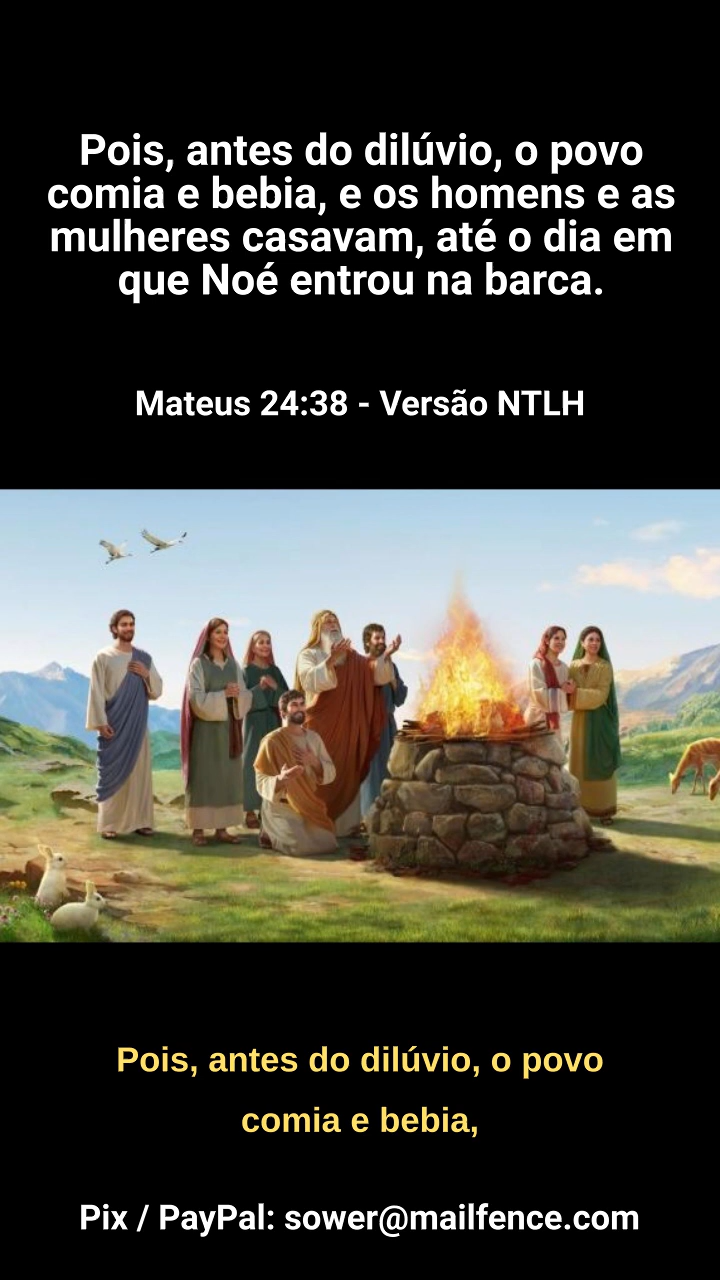 Pois, antes do dilúvio, o povo
comia e bebia, e os homens e as
mulheres casavam, até o dia em
que Noé entrou na barca.
Mateus 24:38 - Versão NTLH
Pois, antes do dilúvio, o povo
comia e bebia,
Pix / PayPal: sower@mailfence.com